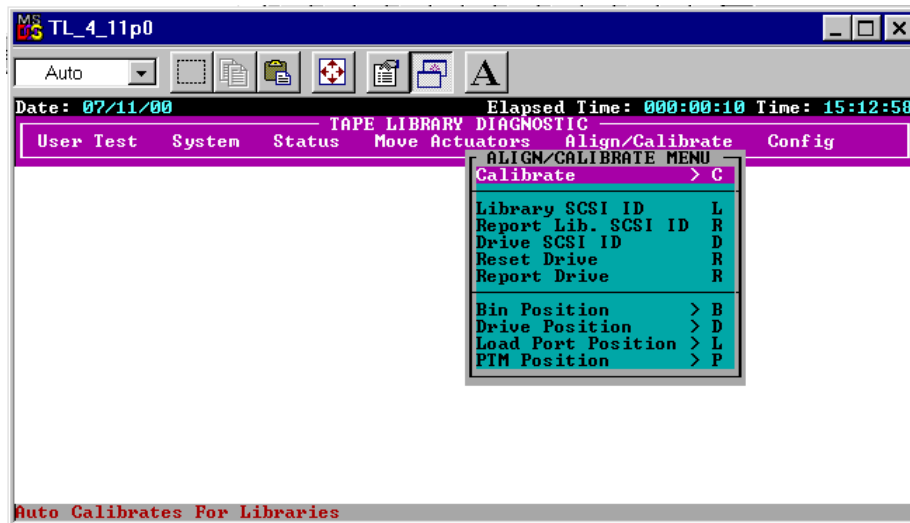 MS DOS TL_4_11p0
Auto A
Date: 07/11/00 Elapsed Time: 000:00:10 Time: 15:12:58
TAPE LIBRARY DIAGNOSTIC
User Test System Status Move Actuators Align/Calibrate Config
ALIGN/CALIBRATE MENU
Calibrate > C
Library SCSI ID L
Report Lib. SCSI ID R
Drive SCSI ID D
Reset Drive R
Report Drive R
Bin Position > B
Drive Position > D
Load Port Position > L
PTM Position > P
Auto Calibrates For Libraries